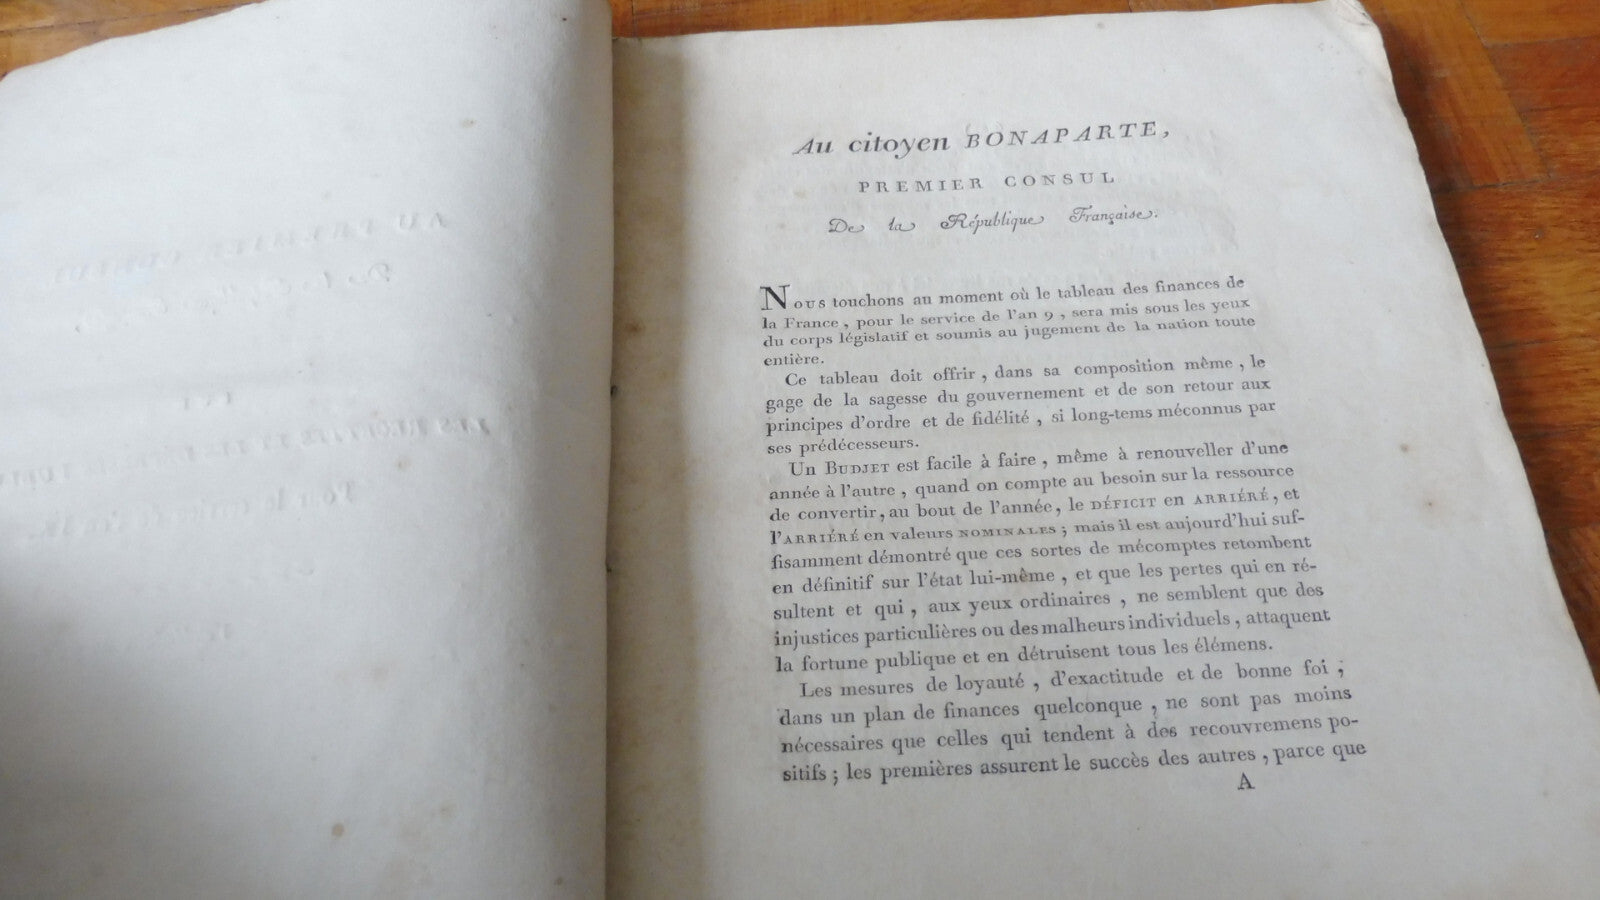 Au citoyen BONAPARTE,
PREMIER CONSUL
De la République Française.
Nous touchons au moment où le tableau des finances de
la France, pour le service de l'an 9, sera mis sous les yeux
du corps législatif et soumis au jugement de la nation toute
entière.
Ce tableau doit offrir, dans sa composition même, le
gage de la sagesse du gouvernement et de son retour aux
principes d'ordre et de fidélité, si long-tems méconnus par
ses prédécesseurs.
Un BUDJET est facile à faire, même à renouveller d'une
année à l'autre, quand on compte au besoin sur la ressource
de convertir, au bout de l'année, le DÉFICIT en ARRIÉRÉ, et
l'ARRIÉRÉ en valeurs NOMINALES; mais il est aujourd'hui suf-
fisamment démontré que ces sortes de mécomptes retombent
en définitif sur l'état lui-même, et que les pertes qui en ré-
sultent et qui, aux yeux ordinaires, ne semblent que des
injustices particulières ou des malheurs individuels, attaquent
la fortune publique et en détruisent tous les élémens.
Les mesures de loyauté, d'exactitude et de bonne foi,
dans un plan de finances quelconque, ne sont pas moins
nécessaires que celles qui tendent à des recouvremens po-
sitifs; les premières assurent le succès des autres, parce que
A